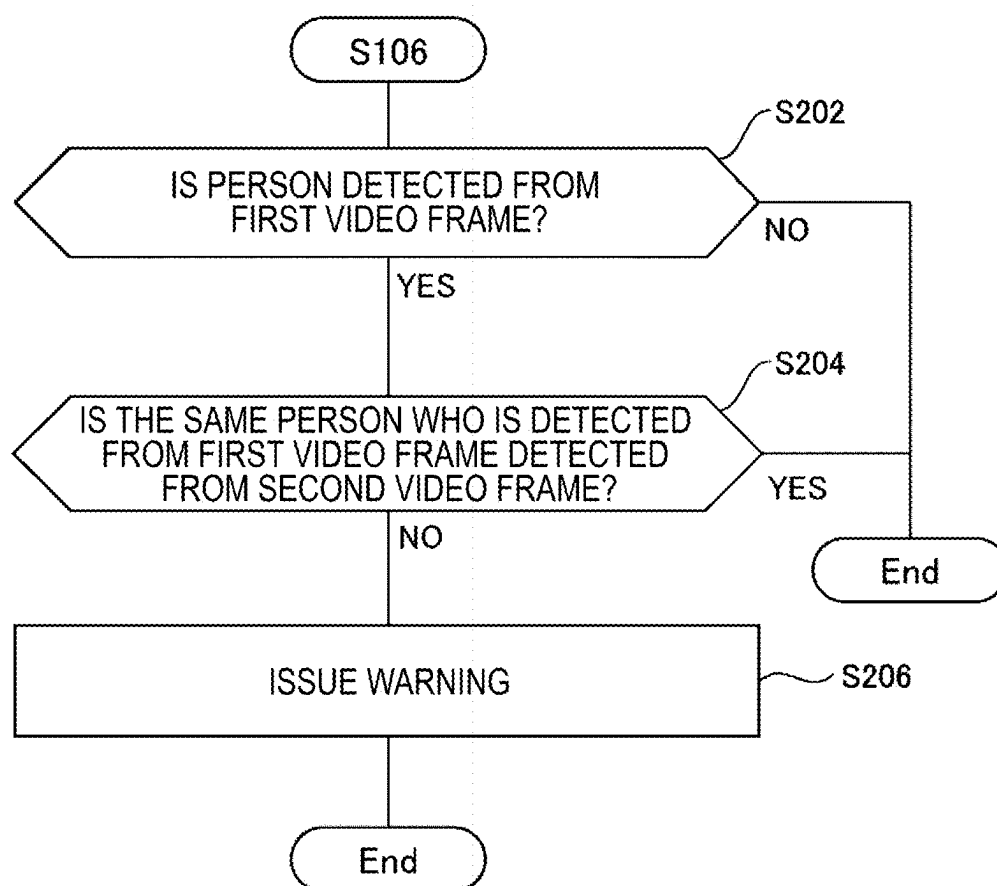 S106
S202
IS PERSON DETECTED FROM
FIRST VIDEO FRAME?
NO
YES
S204
IS THE SAME PERSON WHO IS DETECTED
FROM FIRST VIDEO FRAME DETECTED
FROM SECOND VIDEO FRAME?
YES
NO
End
ISSUE WARNING
S206
End